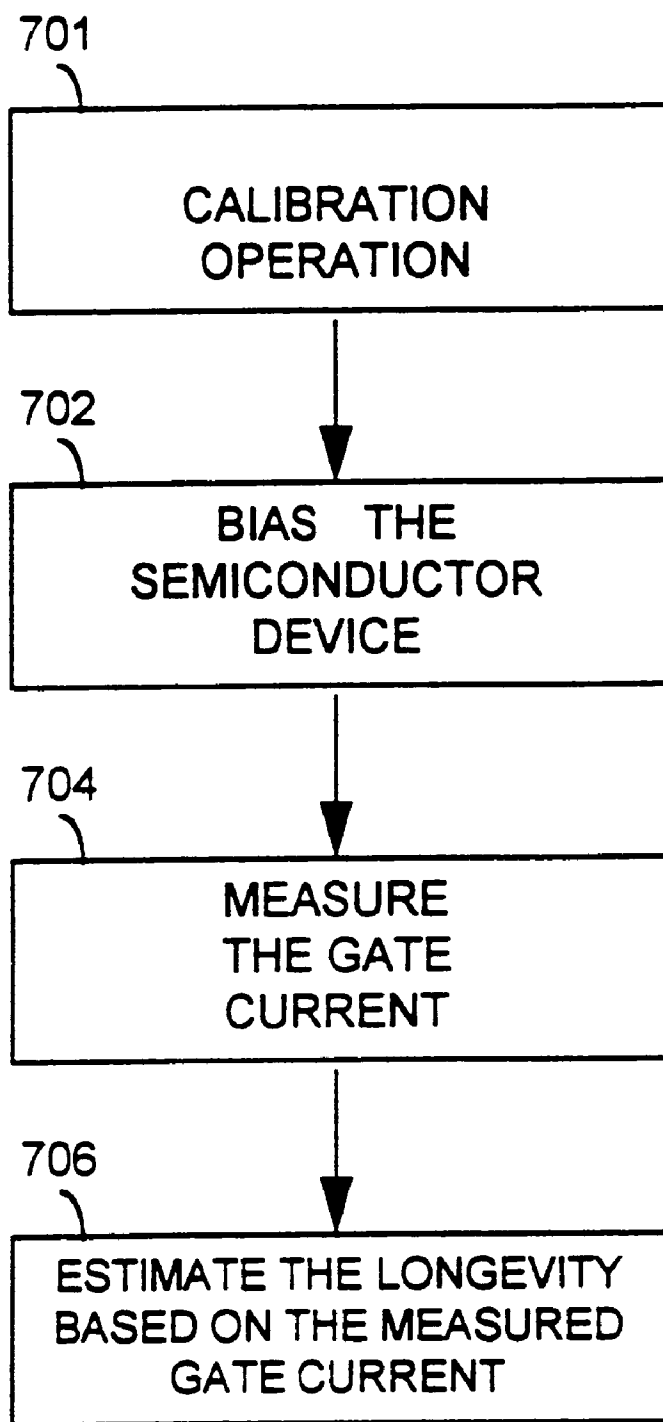 701
CALIBRATION
OPERATION
702
BIAS THE
SEMICONDUCTOR
DEVICE
704
MEASURE
THE GATE
CURRENT
706
ESTIMATE THE LONGEVITY
BASED ON THE MEASURED
GATE CURRENT